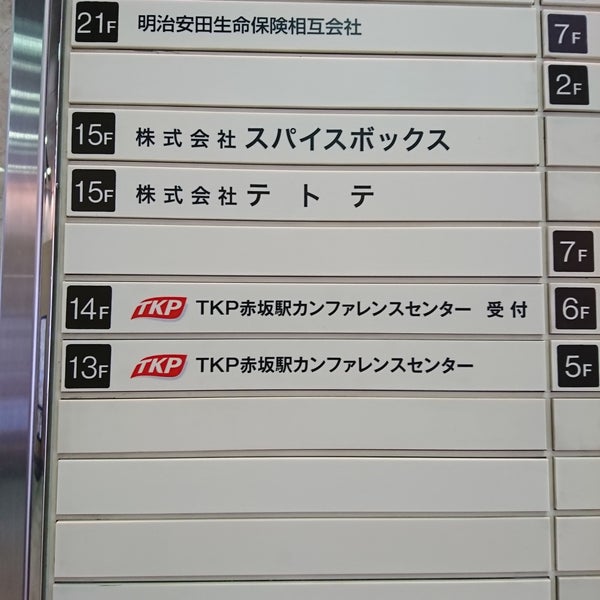 21F 明治安田生命保険相互会社
7F
2F
15F 株式会社 スパイスボックス
15F 株式会社 テトテ
7F
14F TKP TKP赤坂駅カンファレンスセンター 受付
6F
13F TKP TKP赤坂駅カンファレンスセンター
5F